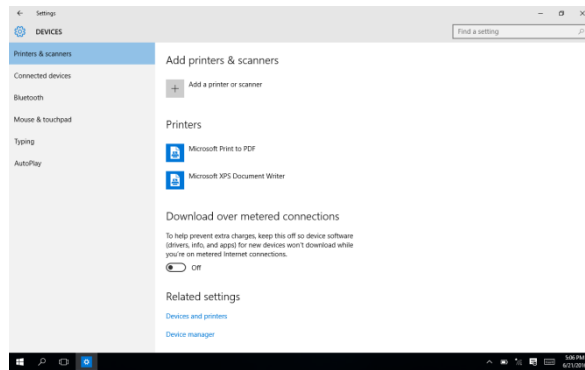 Settings
DEVICES
Find a setting
Printers & scanners
Connected devices
Bluetooth
Mouse & touchpad
Typing
AutoPlay
Add printers & scanners
Add a printer or scanner
Printers
Microsoft Print to PDF
Microsoft XPS Document Writer
Download over metered connections
To help prevent extra charges, keep this off so device software
(drivers, info, and apps) for new devices won't download while
you're on metered Internet connections.
Off
Related settings
Devices and printers
Device manager
5:06 PM